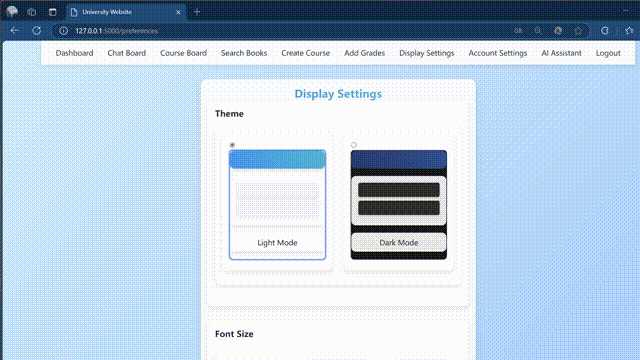 University Website
127.0.0.1:5000/preferences
Dashboard Chat Board Course Board Search Books Create Course Add Grades Display Settings Account Settings AI Assistant Logout
Display Settings
Theme
Light Mode Dark Mode
Font Size